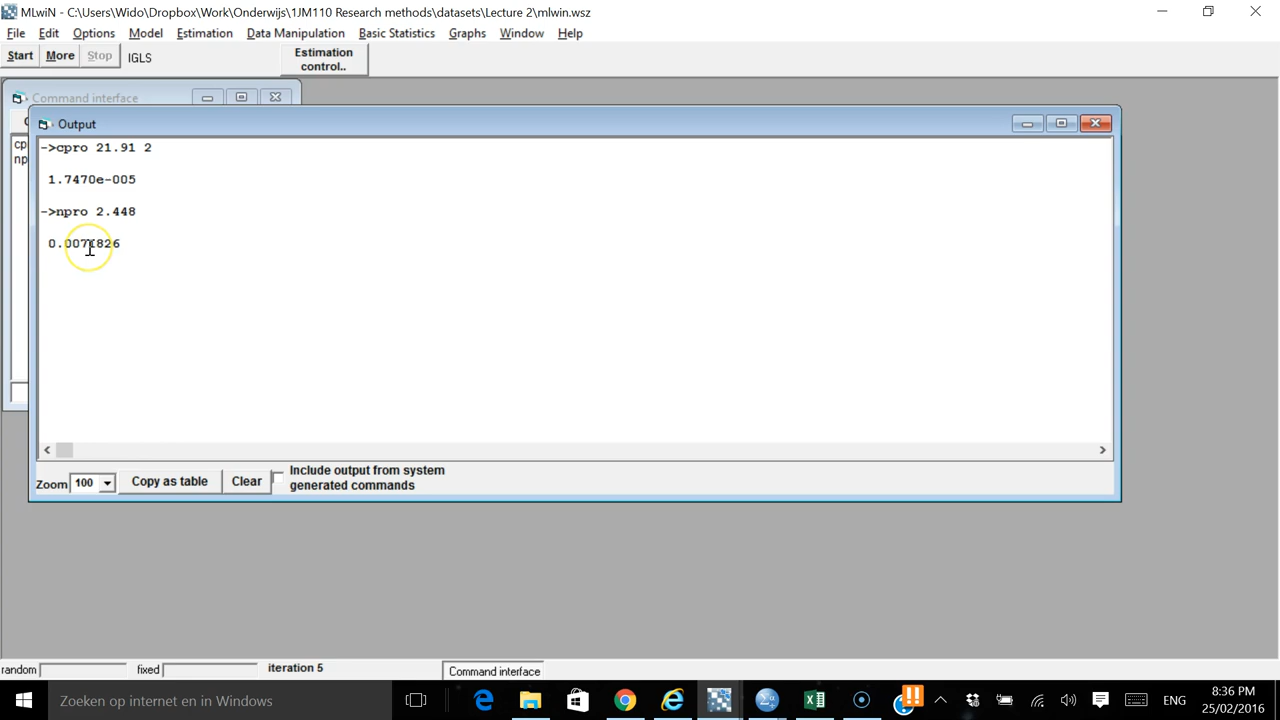 MLwiN - C:\Users\Wido\Dropbox\Work\Onderwijs\1JM110 Research methods\datasets\Lecture 2\mlwin.wsz
File Edit Options Model Estimation Data Manipulation Basic Statistics Graphs Window Help
Start More Stop IGLS Estimation control..
Command interface
Output
->cpro 21.91 2
1.7470e-005
->npro 2.448
0.0071826
cp
np
Zoom 100 Copy as table Clear Include output from system generated commands
random fixed iteration 5 Command interface
Zoeken op internet en in Windows
ENG
8:36 PM
25/02/2016